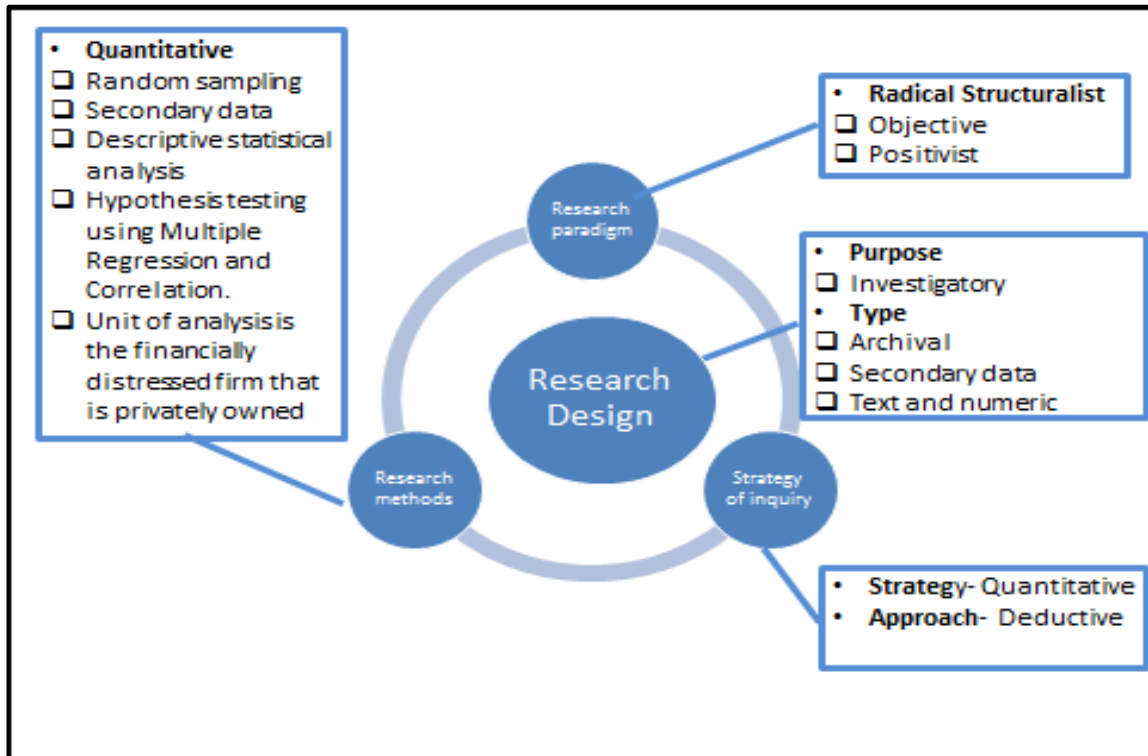 • Quantitative
❑ Random sampling
❑ Secondary data
❑ Descriptive statistical
analysis
❑ Hypothesis testing
using Multiple
Regression and
Correlation.
❑ Unit of analysis is
the financially
distressed firm that
is privately owned
• Radical Structuralist
❑ Objective
❑ Positivist
Research
paradigm
• Purpose
❑ Investigatory
• Type
❑ Archival
❑ Secondary data
❑ Text and numeric
Research
Design
Research
methods
Strategy
of inquiry
• Strategy- Quantitative
• Approach- Deductive